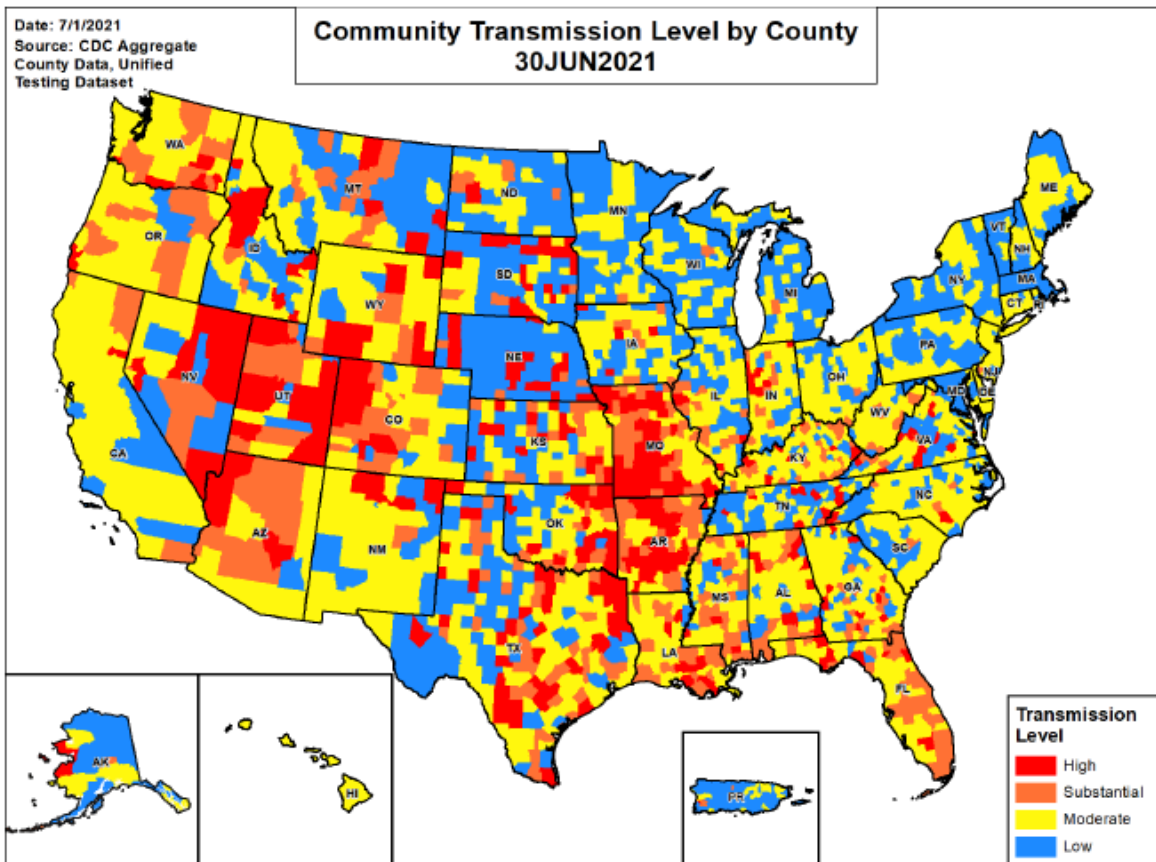 Date: 7/1/2021
Source: CDC Aggregate
County Data, Unified
Testing Dataset
Community Transmission Level by County
30JUN2021
WA
MT
ND
MN
ME
OR
ID
SD
WI
VT
NH
NY
MA
WY
MI
CT
RI
IA
PA
NE
NV
NJ
UT
OH
IL
IN
MD
DE
CO
WV
KS
MO
VA
CA
KY
NC
TN
OK
AZ
NM
AR
SC
MS
AL
GA
TX
LA
FL
AK
HI
PR
Transmission
Level
High
Substantial
Moderate
Low